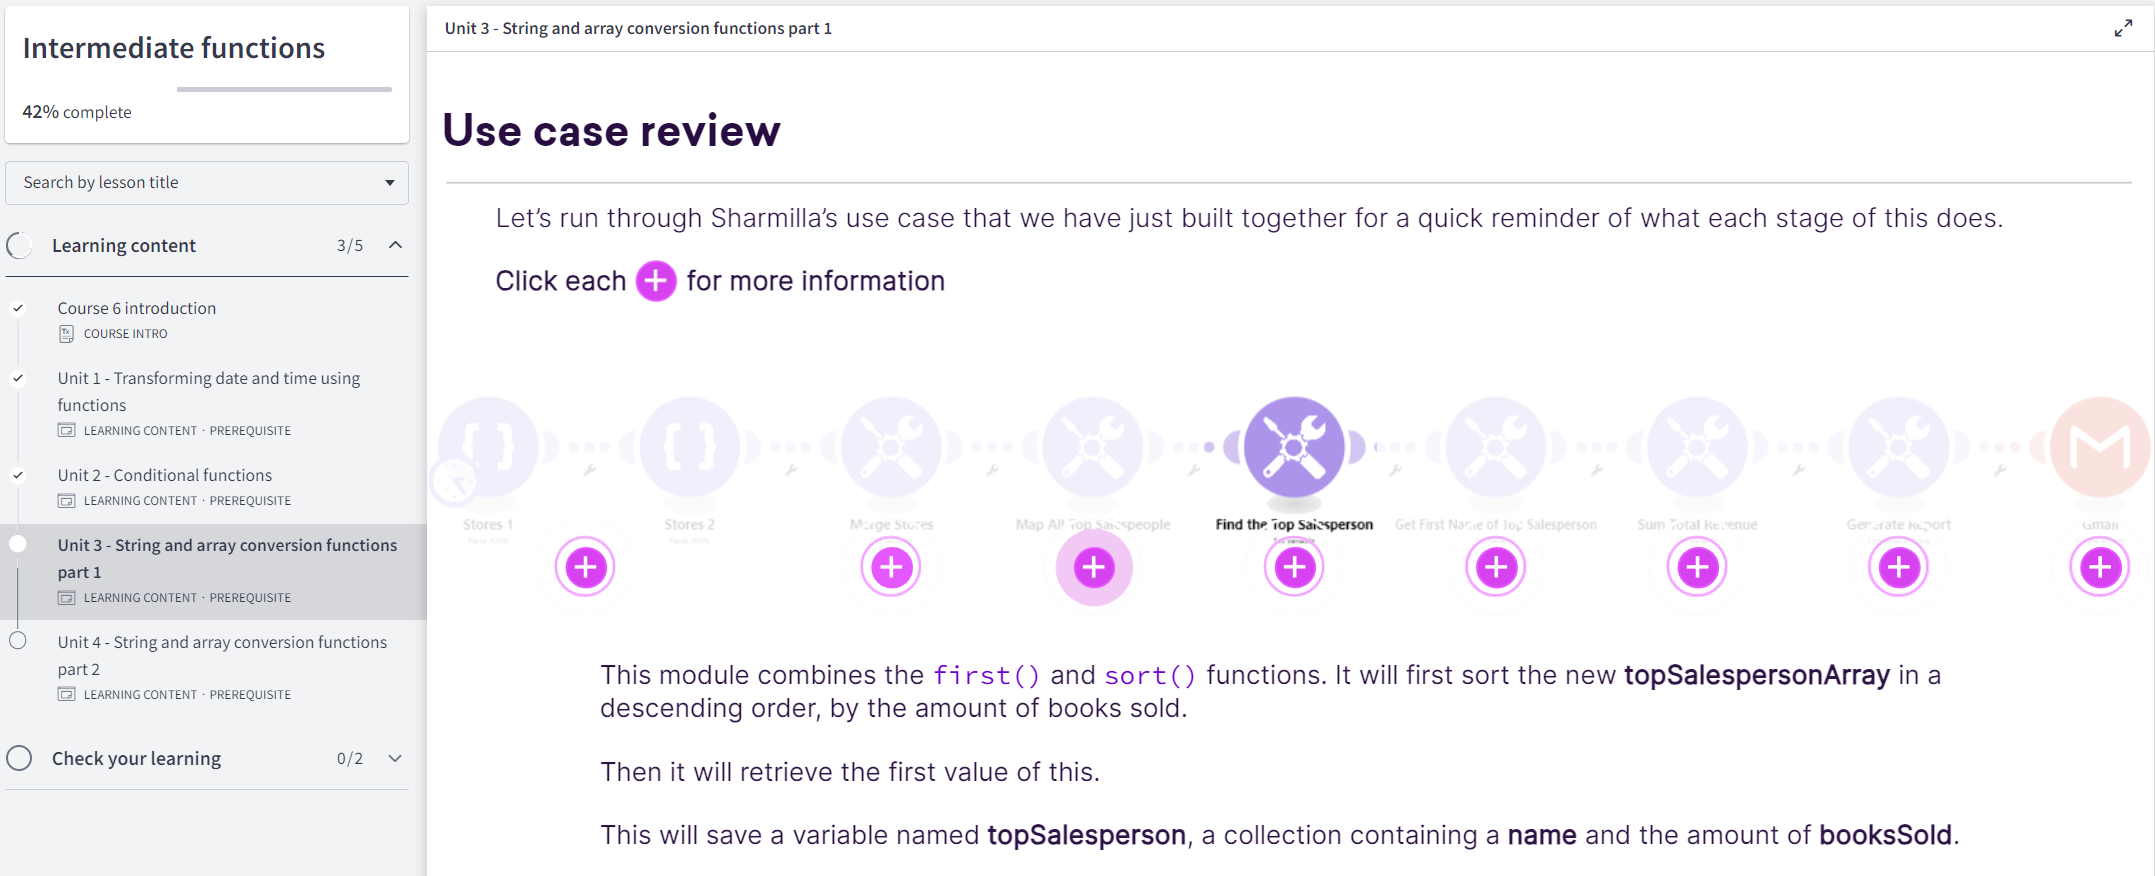 Intermediate functions
42% complete
Search by lesson title
Learning content 3/5
Course 6 introduction
COURSE INTRO
Unit 1 - Transforming date and time using
functions
LEARNING CONTENT · PREREQUISITE
Unit 2 - Conditional functions
LEARNING CONTENT · PREREQUISITE
Unit 3 - String and array conversion functions
part 1
LEARNING CONTENT · PREREQUISITE
Unit 4 - String and array conversion functions
part 2
LEARNING CONTENT · PREREQUISITE
Check your learning 0/2
Unit 3 - String and array conversion functions part 1
Use case review
Let's run through Sharmilla's use case that we have just built together for a quick reminder of what each stage of this does.
Click each + for more information
Stores 1 Stores 2 Merge Stores Map All Top Salespeople Find the Top Salesperson Get First Name of Top Salesperson Sum Total Revenue Generate Report Gmail
Parse JSON Parse JSON
This module combines the first() and sort() functions. It will first sort the new topSalespersonArray in a
descending order, by the amount of books sold.
Then it will retrieve the first value of this.
This will save a variable named topSalesperson, a collection containing a name and the amount of booksSold.